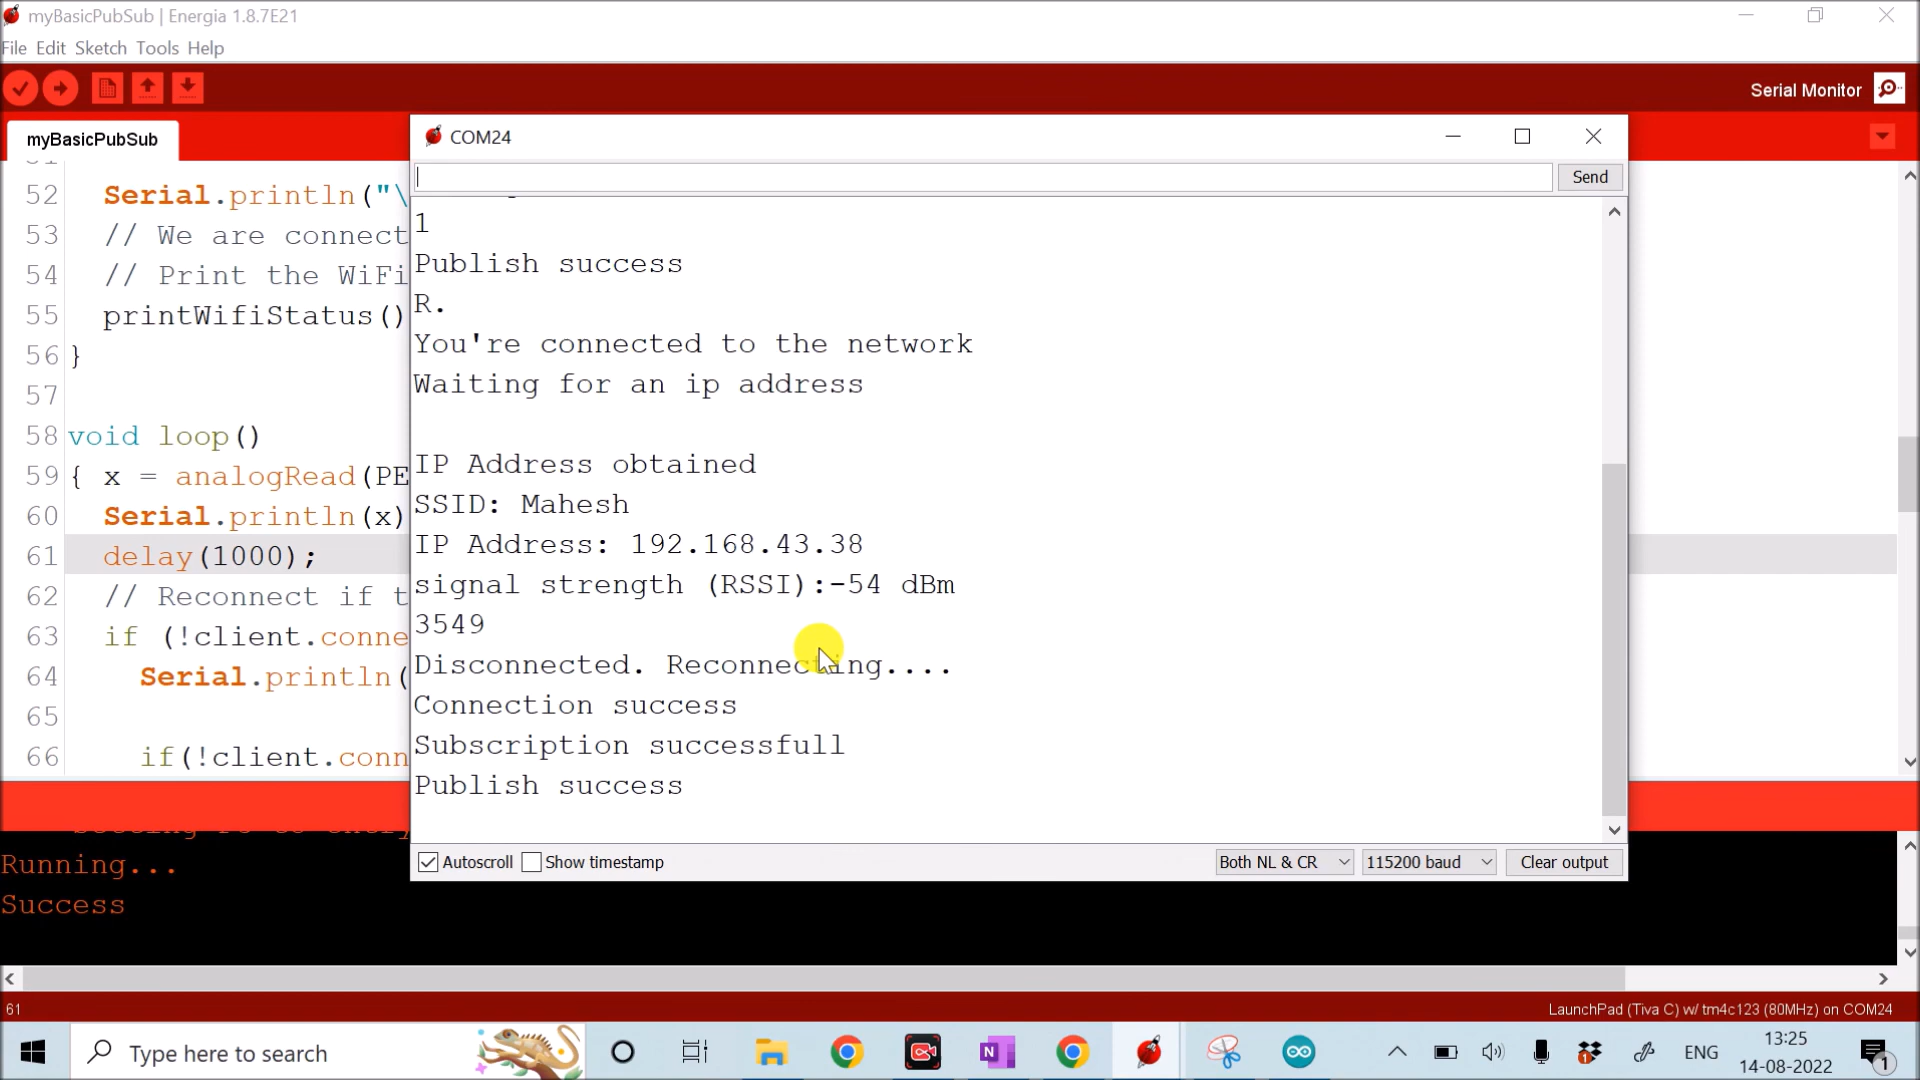 myBasicPubSub | Energia 1.8.7E21
File Edit Sketch Tools Help
Serial Monitor
myBasicPubSub
COM24
Send
52 Serial.println("\
53 // We are connect
54 // Print the WiFi
55 printWifiStatus()
56 }
57
58 void loop()
59 { x = analogRead(PE
60 Serial.println(x)
61 delay(1000);
62 // Reconnect if t
63 if (!client.conne
64 Serial.println(
65
66 if(!client.conn
1
Publish success
R.
You're connected to the network
Waiting for an ip address
IP Address obtained
SSID: Mahesh
IP Address: 192.168.43.38
signal strength (RSSI):-54 dBm
3549
Disconnected. Reconnecting....
Connection success
Subscription successfull
Publish success
Autoscroll Show timestamp Both NL & CR 115200 baud Clear output
Running...
Success
61 LaunchPad (Tiva C) w/ tm4c123 (80MHz) on COM24
Type here to search
ENG
13:25
14-08-2022
1